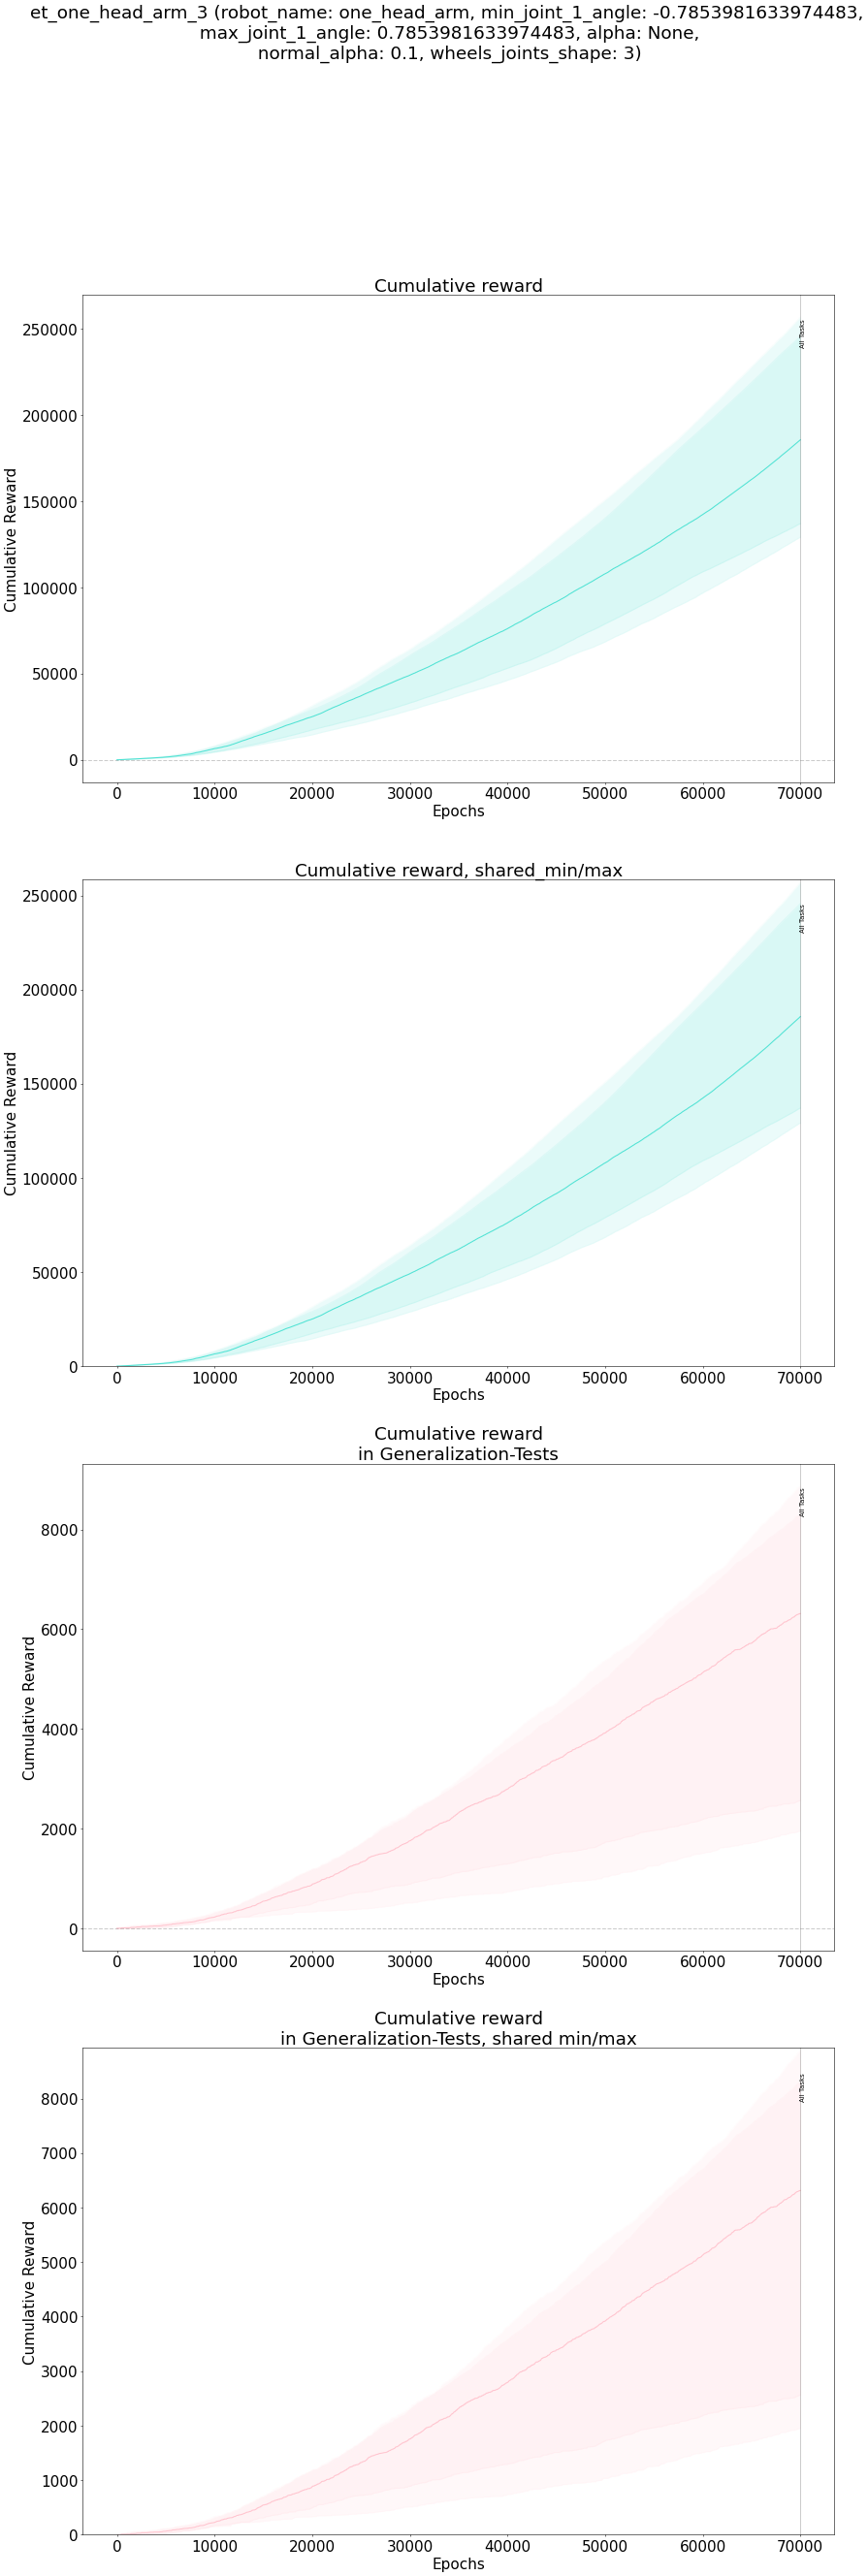 et_one_head_arm_3 (robot_name: one_head_arm, min_joint_1_angle: -0.7853981633974483,
max_joint_1_angle: 0.7853981633974483, alpha: None,
normal_alpha: 0.1, wheels_joints_shape: 3)
Cumulative reward
250000
200000
150000
100000
50000
0
Cumulative Reward
All Tasks
0 10000 20000 30000 40000 50000 60000 70000
Epochs
Cumulative reward, shared_min/max
250000
200000
150000
100000
50000
0
Cumulative Reward
All Tasks
0 10000 20000 30000 40000 50000 60000 70000
Epochs
Cumulative reward
in Generalization-Tests
8000
6000
4000
2000
0
Cumulative Reward
All Tasks
0 10000 20000 30000 40000 50000 60000 70000
Epochs
Cumulative reward
in Generalization-Tests, shared min/max
8000
7000
6000
5000
4000
3000
2000
1000
0
Cumulative Reward
All Tasks
0 10000 20000 30000 40000 50000 60000 70000
Epochs